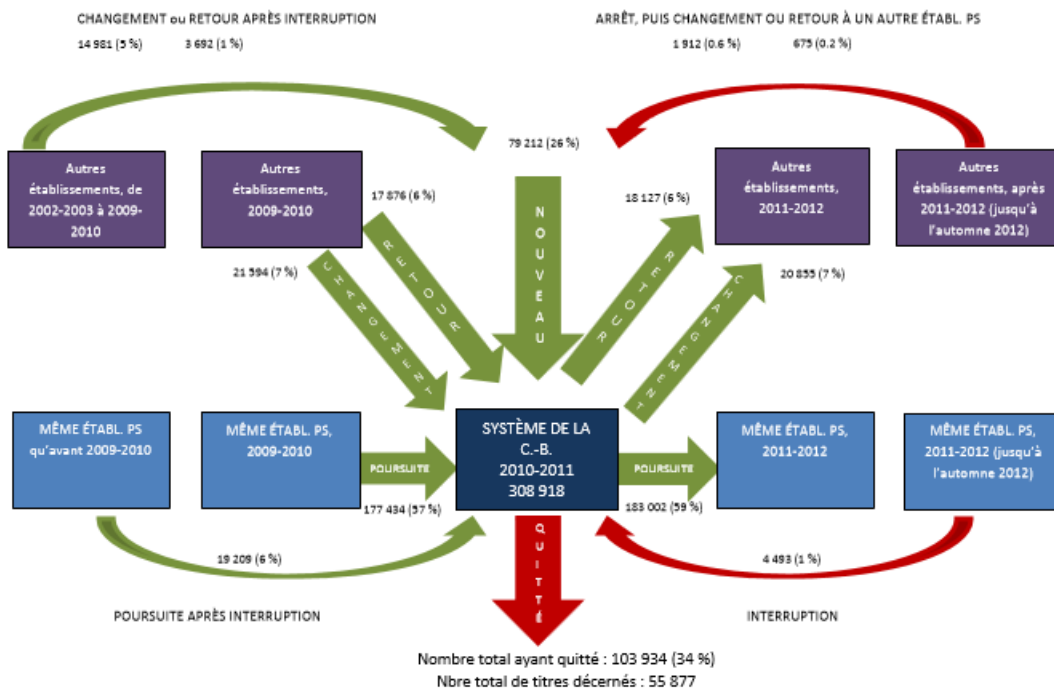 CHANGEMENT ou RETOUR APRÈS INTERRUPTION
14 981 (5 %) 3 692 (1 %)
ARRÊT, PUIS CHANGEMENT OU RETOUR À UN AUTRE ÉTABL. PS
1 912 (0.6 %) 675 (0.2 %)
79 212 (26 %)
Autres
établissements, de
2002-2003 à 2009-
2010
Autres
établissements,
2009-2010
Autres
établissements,
2011-2012
Autres
établissements, après
2011-2012 (jusqu'à
l'automne 2012)
17 876 (6 %)
18 127 (6 %)
21 594 (7 %)
20 855 (7 %)
CHANGEMENT
RETOUR
NOUVEAU
RETOUR
CHANGEMENT
MÊME ÉTABL. PS
qu'avant 2009-2010
MÊME ÉTABL. PS,
2009-2010
POURSUITE
177 434 (57 %)
SYSTÈME DE LA
C.-B.
2010-2011
308 918
POURSUITE
183 002 (59 %)
MÊME ÉTABL. PS,
2011-2012
MÊME ÉTABL. PS,
2011-2012 (jusqu'à
l'automne 2012)
19 209 (6 %)
QUITTÉ
4 493 (1 %)
POURSUITE APRÈS INTERRUPTION
INTERRUPTION
Nombre total ayant quitté : 103 934 (34 %)
Nbre total de titres décernés : 55 877